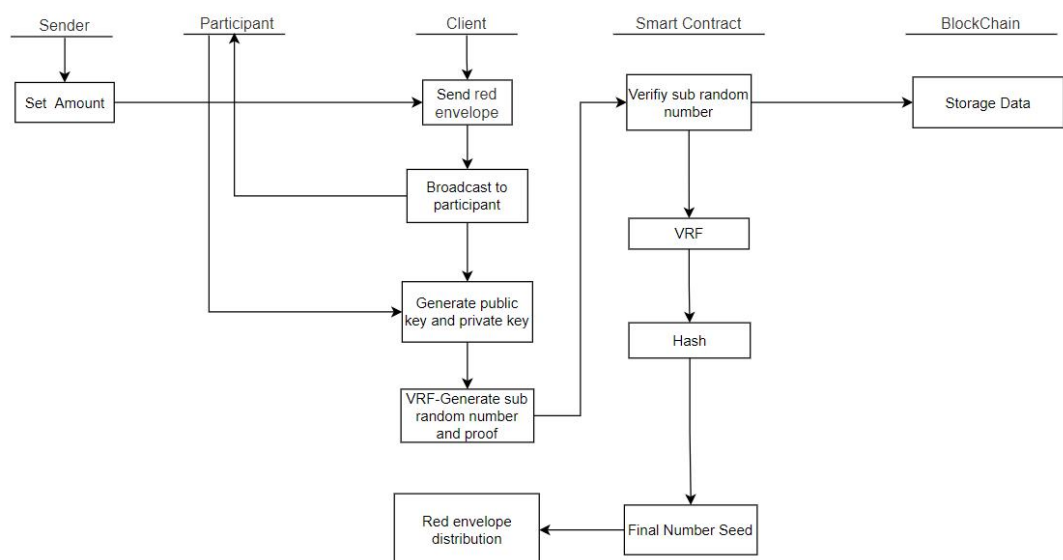 Sender
Participant
Client
Smart Contract
BlockChain
Set Amount
Send red
envelope
Verifiy sub random
number
Storage Data
Broadcast to
participant
VRF
Generate public
key and private key
Hash
VRF-Generate sub
random number
and proof
Red envelope
distribution
Final Number Seed